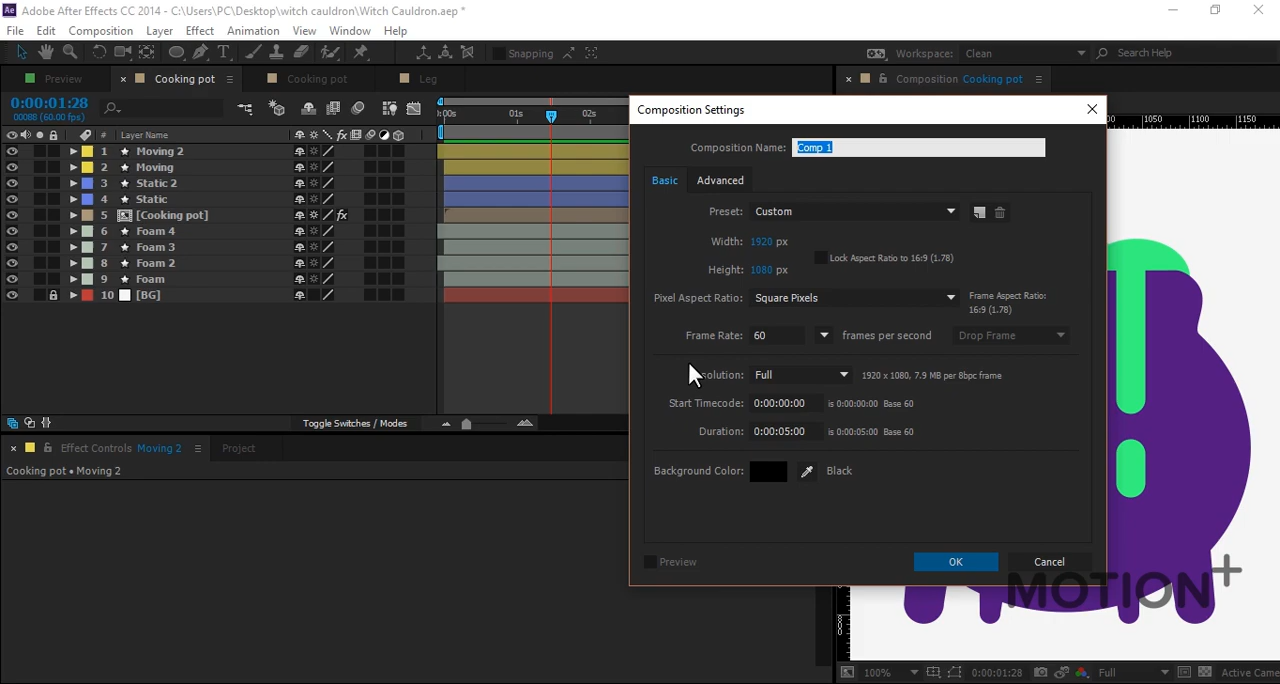 Adobe After Effects CC 2014 - C:\Users\PC\Desktop\witch cauldron\Witch Cauldron.aep *
File Edit Composition Layer Effect Animation View Window Help
Snapping Workspace: Clean Search Help
Preview × Cooking pot Cooking pot Leg × Composition Cooking pot
0:00:01:28
00088 (60.00 fps)
:00s 01s 02s
# Layer Name
1 Moving 2
2 Moving
3 Static 2
4 Static
5 [Cooking pot] fx
6 Foam 4
7 Foam 3
8 Foam 2
9 Foam
10 [BG]
Toggle Switches / Modes
× Effect Controls Moving 2 Project
Cooking pot • Moving 2
Composition Settings
Composition Name: Comp 1
Basic Advanced
Preset: Custom
Width: 1920 px
Lock Aspect Ratio to 16:9 (1.78)
Height: 1080 px
Pixel Aspect Ratio: Square Pixels Frame Aspect Ratio:
16:9 (1.78)
Frame Rate: 60 frames per second Drop Frame
olution: Full 1920 x 1080, 7.9 MB per 8bpc frame
Start Timecode: 0:00:00:00 is 0:00:00:00 Base 60
Duration: 0:00:05:00 is 0:00:05:00 Base 60
Background Color: Black
Preview OK Cancel
1050 1100 1150
MOTION+
100% 0:00:01:28 Full Active Came